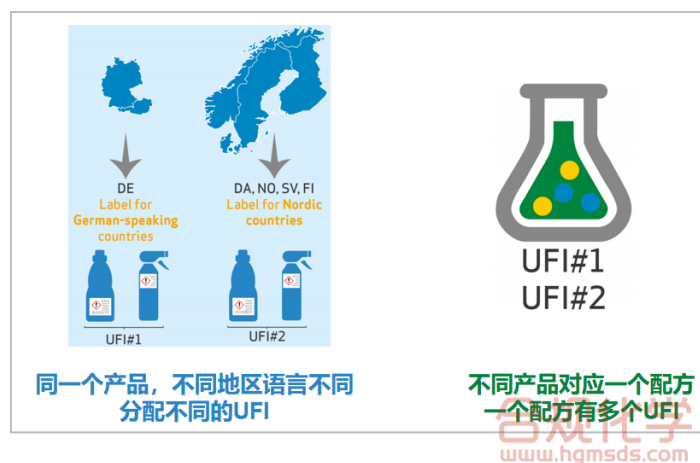 DE
Label for
German-speaking
countries
UFI#1
DA, NO, SV, FI
Label for Nordic
countries
UFI#2
同一个产品，不同地区语言不同
分配不同的UFI
UFI#1
UFI#2
不同产品对应一个配方
一个配方有多个UFI
合规化学
www.hgmsds.com